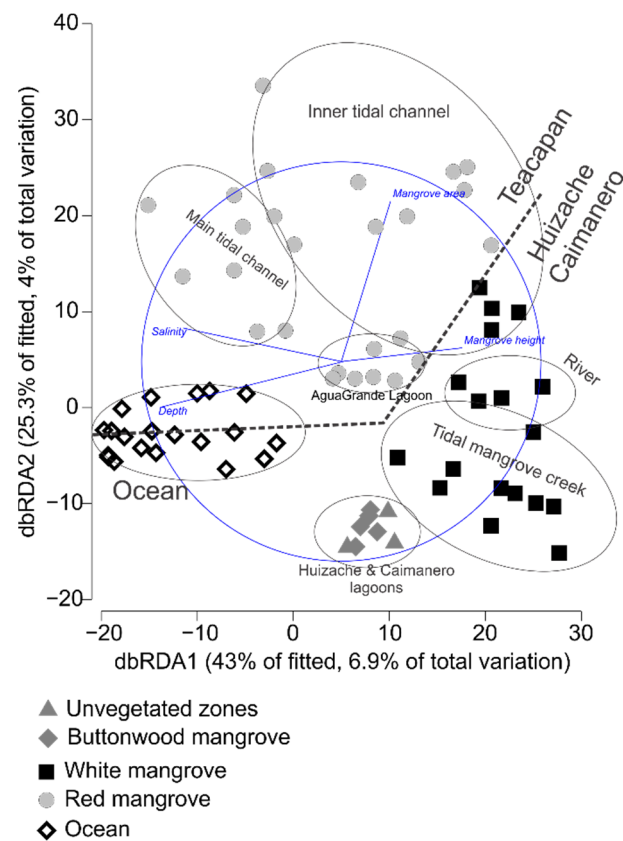 40
30
20
10
0
−10
−20
dbRDA2 (25.3% of fitted, 4% of total variation)
Inner tidal channel
Teacapan
Huizache
Caimanero
Mangrove area
Main tidal channel
Salinity
Mangrove height
River
AguaGrande Lagoon
Depth
Tidal mangrove creek
Ocean
Huizache & Caimanero
lagoons
−20 −10 0 10 20 30
dbRDA1 (43% of fitted, 6.9% of total variation)
Unvegetated zones
Buttonwood mangrove
White mangrove
Red mangrove
Ocean